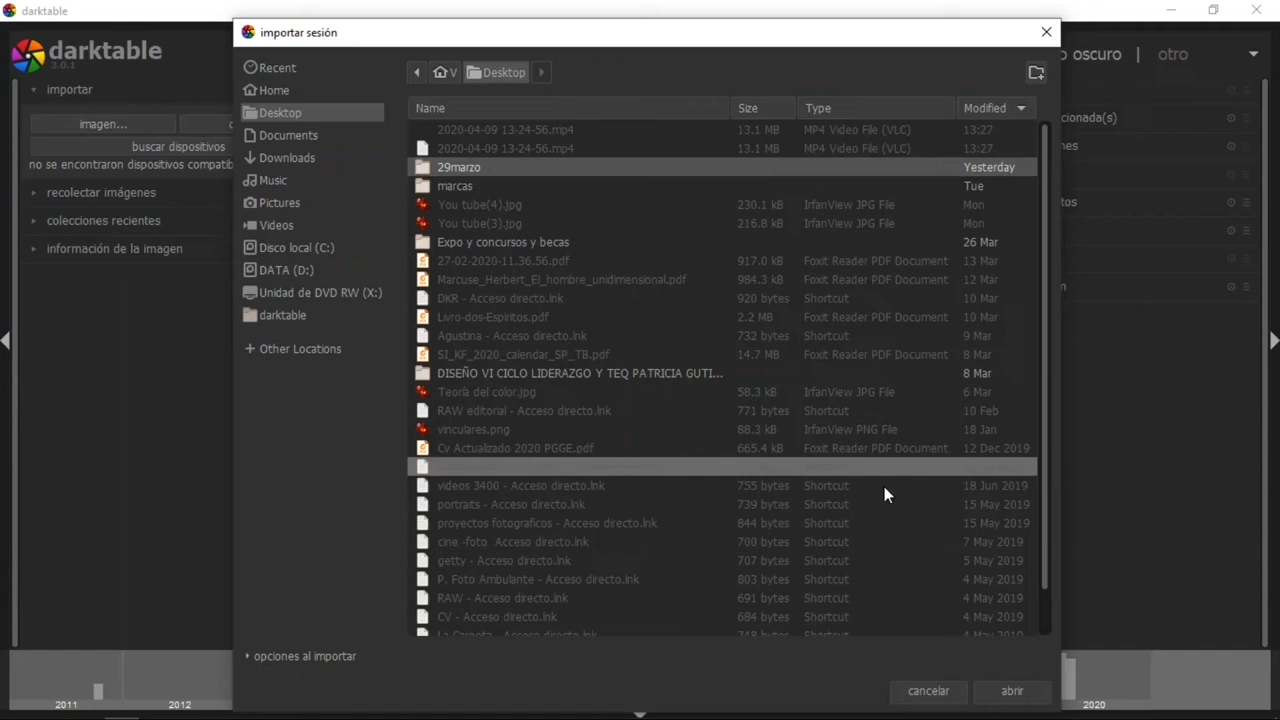 darktable
importar sesión
darktable
3.0.1
o oscuro | otro
importar
imagen...
buscar dispositivos
no se encontraron dispositivos compatib
recolectar imágenes
colecciones recientes
información de la imagen
Recent
Home
Desktop
Documents
Downloads
Music
Pictures
Videos
Disco local (C:)
DATA (D:)
Unidad de DVD RW (X:)
darktable
Other Locations
V Desktop
Name Size Type Modified
2020-04-09 13-24-56.mp4 13.1 MB MP4 Video File (VLC) 13:27
2020-04-09 13-24-56.mp4 13.1 MB MP4 Video File (VLC) 13:27
29marzo Yesterday
marcas Tue
You tube(4).jpg 230.1 kB IrfanView JPG File Mon
You tube(3).jpg 216.8 kB IrfanView JPG File Mon
Expo y concursos y becas 26 Mar
27-02-2020-11.36.56.pdf 917.0 kB Foxit Reader PDF Document 13 Mar
Marcuse_Herbert_El_hombre_unidimensional.pdf 984.3 kB Foxit Reader PDF Document 12 Mar
DKR - Acceso directo.lnk 920 bytes Shortcut 10 Mar
Livro-dos-Espiritos.pdf 2.2 MB Foxit Reader PDF Document 10 Mar
Agustina - Acceso directo.lnk 732 bytes Shortcut 9 Mar
SI_KF_2020_calendar_SP_TB.pdf 14.7 MB Foxit Reader PDF Document 8 Mar
DISEÑO VI CICLO LIDERAZGO Y TEQ PATRICIA GUTI... 8 Mar
Teoría del color.jpg 58.3 kB IrfanView JPG File 6 Mar
RAW editorial - Acceso directo.lnk 771 bytes Shortcut 10 Feb
vinculares.png 88.3 kB IrfanView PNG File 18 Jan
Cv Actualizado 2020 PGGE.pdf 665.4 kB Foxit Reader PDF Document 12 Dec 2019
videos 3400 - Acceso directo.lnk 755 bytes Shortcut 18 Jun 2019
portraits - Acceso directo.lnk 739 bytes Shortcut 15 May 2019
proyectos fotograficos - Acceso directo.lnk 844 bytes Shortcut 15 May 2019
cine -foto Acceso directo.lnk 700 bytes Shortcut 7 May 2019
getty - Acceso directo.lnk 707 bytes Shortcut 5 May 2019
P. Foto Ambulante - Acceso directo.lnk 803 bytes Shortcut 4 May 2019
RAW - Acceso directo.lnk 691 bytes Shortcut 4 May 2019
CV - Acceso directo.lnk 684 bytes Shortcut 4 May 2019
La Carpeta - Acceso directo.lnk 748 bytes Shortcut 4 May 2019
opciones al importar
cancelar abrir
cionada(s)
nes
tos
n
2011 2012 2020